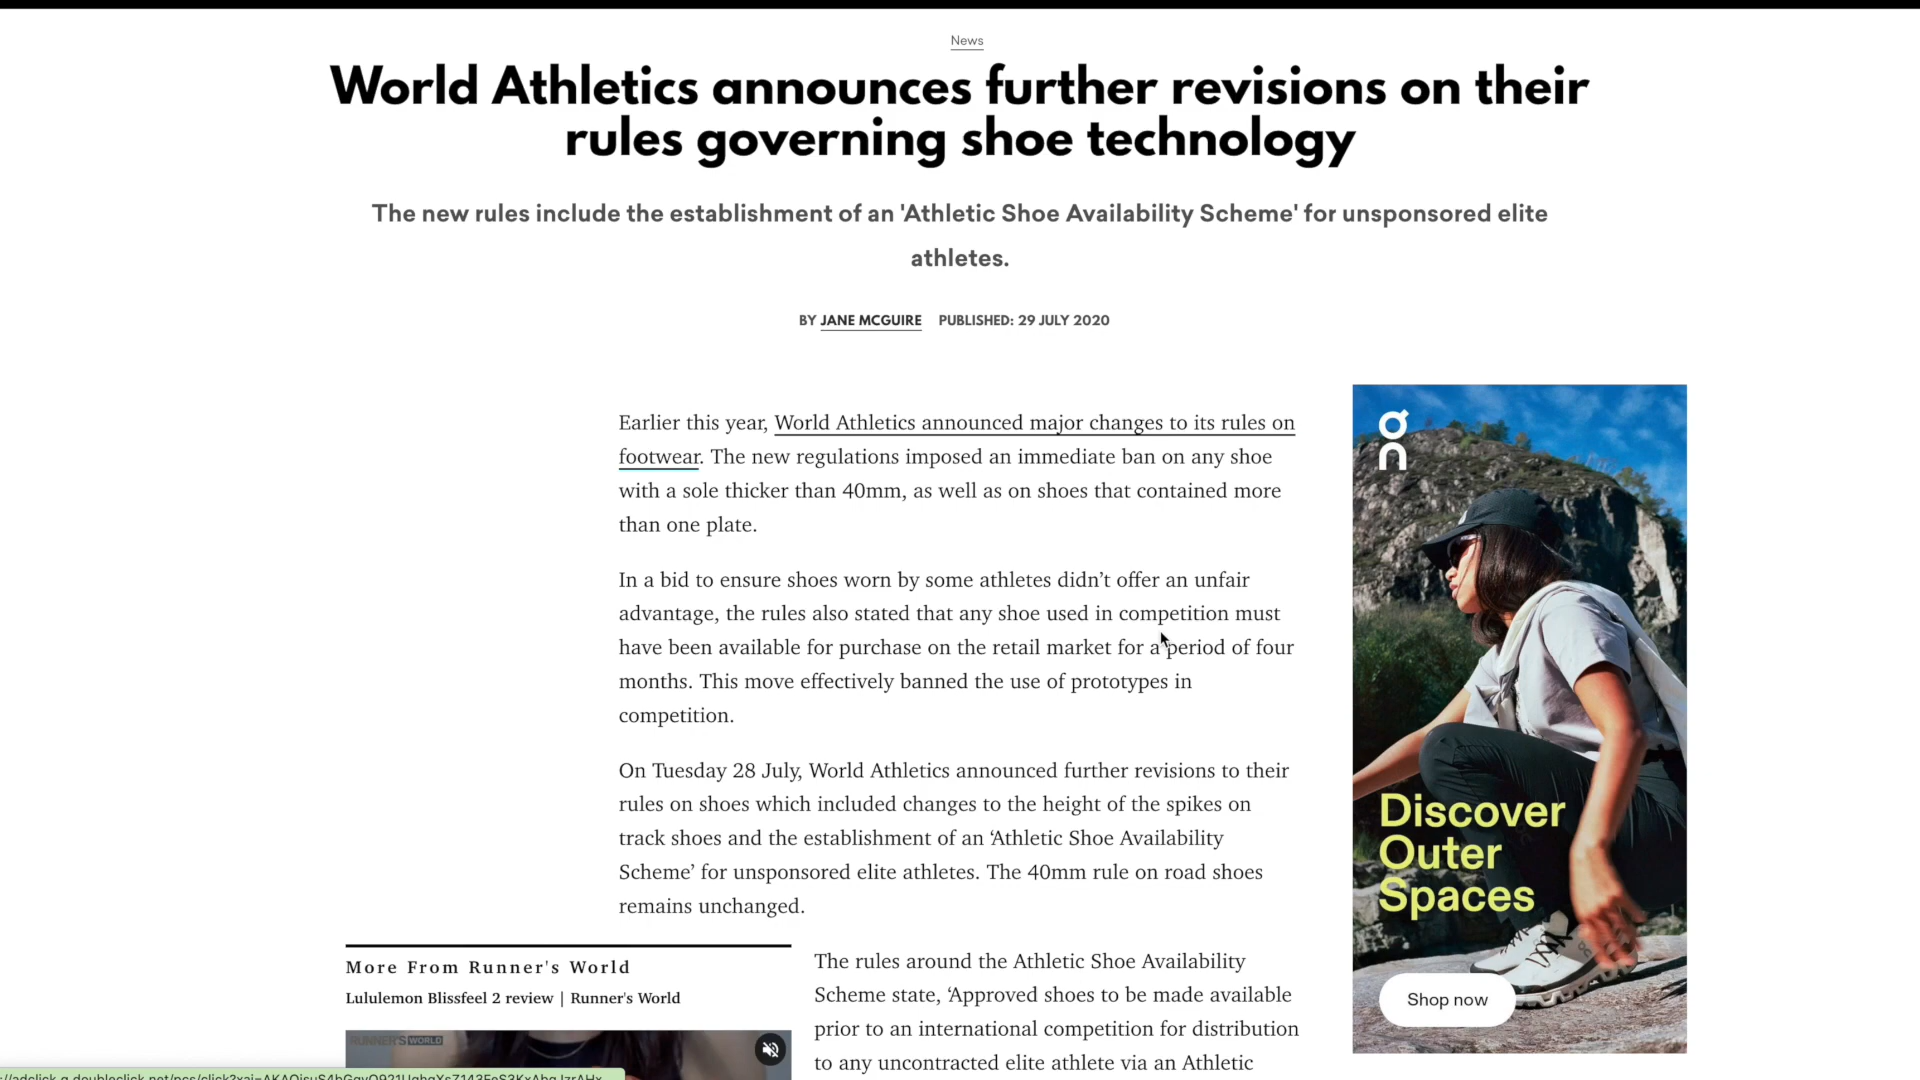 News
World Athletics announces further revisions on their
rules governing shoe technology
The new rules include the establishment of an 'Athletic Shoe Availability Scheme' for unsponsored elite
athletes.
BY JANE MCGUIRE PUBLISHED: 29 JULY 2020
Earlier this year, World Athletics announced major changes to its rules on
footwear. The new regulations imposed an immediate ban on any shoe
with a sole thicker than 40mm, as well as on shoes that contained more
than one plate.
In a bid to ensure shoes worn by some athletes didn’t offer an unfair
advantage, the rules also stated that any shoe used in competition must
have been available for purchase on the retail market for a period of four
months. This move effectively banned the use of prototypes in
competition.
On Tuesday 28 July, World Athletics announced further revisions to their
rules on shoes which included changes to the height of the spikes on
track shoes and the establishment of an ‘Athletic Shoe Availability
Scheme’ for unsponsored elite athletes. The 40mm rule on road shoes
remains unchanged.
The rules around the Athletic Shoe Availability
Scheme state, ‘Approved shoes to be made available
prior to an international competition for distribution
to any uncontracted elite athlete via an Athletic
More From Runner's World
Lululemon Blissfeel 2 review | Runner's World
RUNNER'S WORLD
on
Discover
Outer
Spaces
Shop now